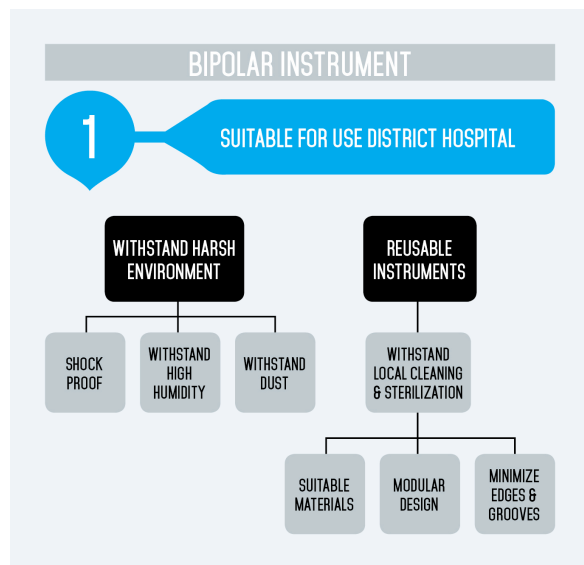 BIPOLAR INSTRUMENT
1
SUITABLE FOR USE DISTRICT HOSPITAL
WITHSTAND HARSH
ENVIRONMENT
REUSABLE
INSTRUMENTS
SHOCK
PROOF
WITHSTAND
HIGH
HUMIDITY
WITHSTAND
DUST
WITHSTAND
LOCAL CLEANING
& STERILIZATION
SUITABLE
MATERIALS
MODULAR
DESIGN
MINIMIZE
EDGES &
GROOVES